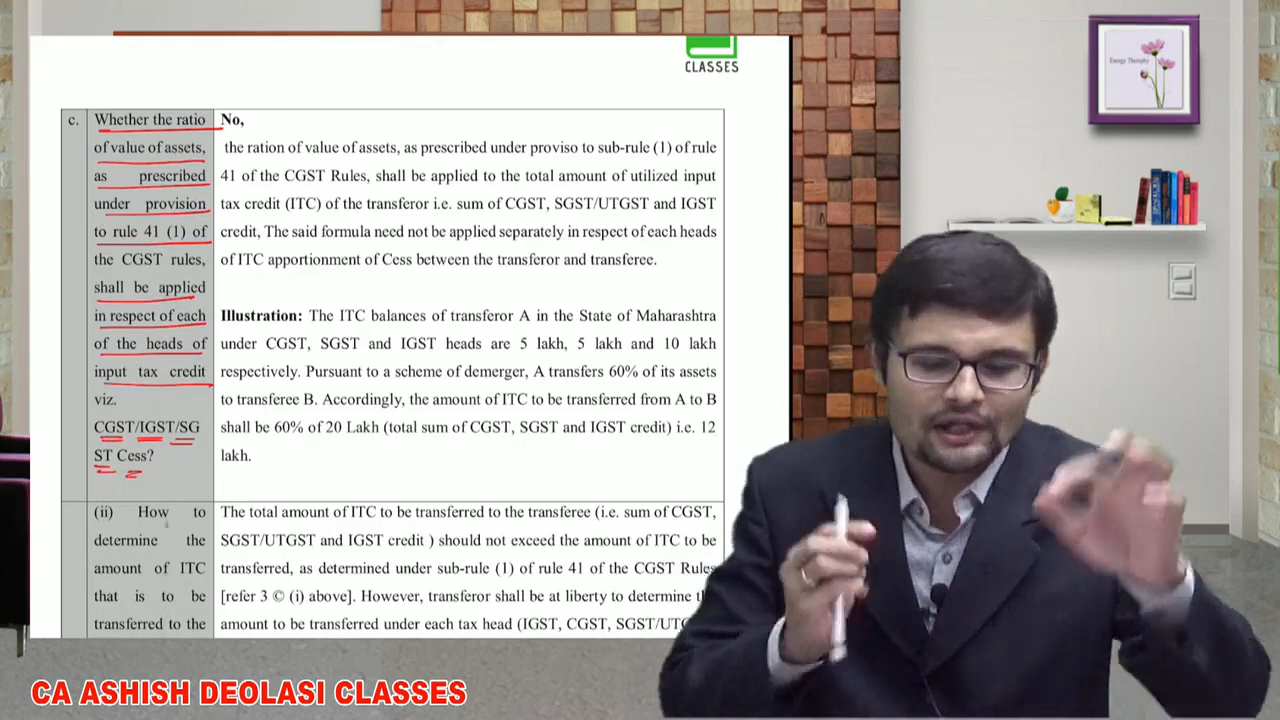 CLASSES
c.
Whether the ratio
of value of assets,
as prescribed
under provision
to rule 41 (1) of
the CGST rules,
shall be applied
in respect of each
of the heads of
input tax credit
viz.
CGST/IGST/SG
ST Cess?
No,
the ration of value of assets, as prescribed under proviso to sub-rule (1) of rule
41 of the CGST Rules, shall be applied to the total amount of utilized input
tax credit (ITC) of the transferor i.e. sum of CGST, SGST/UTGST and IGST
credit, The said formula need not be applied separately in respect of each heads
of ITC apportionment of Cess between the transferor and transferee.
Illustration: The ITC balances of transferor A in the State of Maharashtra
under CGST, SGST and IGST heads are 5 lakh, 5 lakh and 10 lakh
respectively. Pursuant to a scheme of demerger, A transfers 60% of its assets
to transferee B. Accordingly, the amount of ITC to be transferred from A to B
shall be 60% of 20 Lakh (total sum of CGST, SGST and IGST credit) i.e. 12
lakh.
(ii) How to
determine the
amount of ITC
that is to be
transferred to the
The total amount of ITC to be transferred to the transferee (i.e. sum of CGST,
SGST/UTGST and IGST credit ) should not exceed the amount of ITC to be
transferred, as determined under sub-rule (1) of rule 41 of the CGST Rules
[refer 3 © (i) above]. However, transferor shall be at liberty to determine
amount to be transferred under each tax head (IGST, CGST,
Energy Therophy
CA ASHISH DEOLASI CLASSES